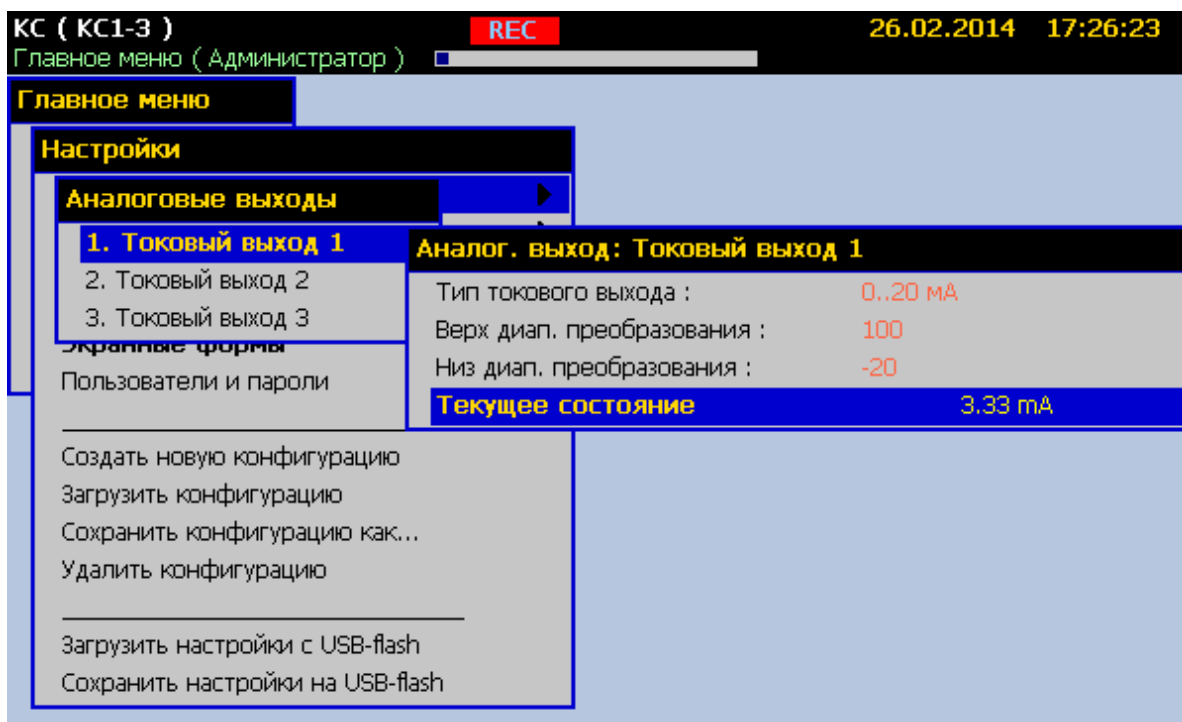 КС ( КС1-3 ) REC 26.02.2014 17:26:23
Главное меню ( Администратор )
Главное меню
Настройки
Аналоговые выходы
1. Токовый выход 1
2. Токовый выход 2
3. Токовый выход 3
Аналог. выход: Токовый выход 1
Тип токового выхода : 0..20 мА
Верх диап. преобразования : 100
Низ диап. преобразования : -20
Текущее состояние 3.33 mA
Экранные формы
Пользователи и пароли
Создать новую конфигурацию
Загрузить конфигурацию
Сохранить конфигурацию как...
Удалить конфигурацию
Загрузить настройки с USB-flash
Сохранить настройки на USB-flash